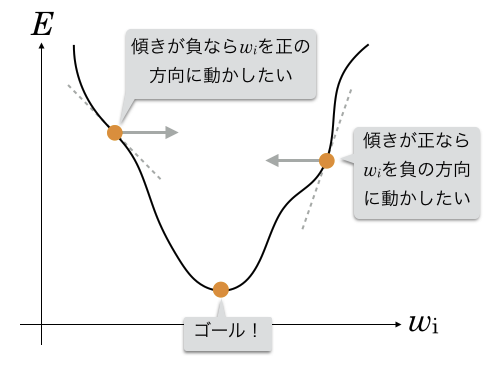 E
傾きが負ならwiを正の
方向に動かしたい
傾きが正なら
wiを負の方向
に動かしたい
ゴール！
wi